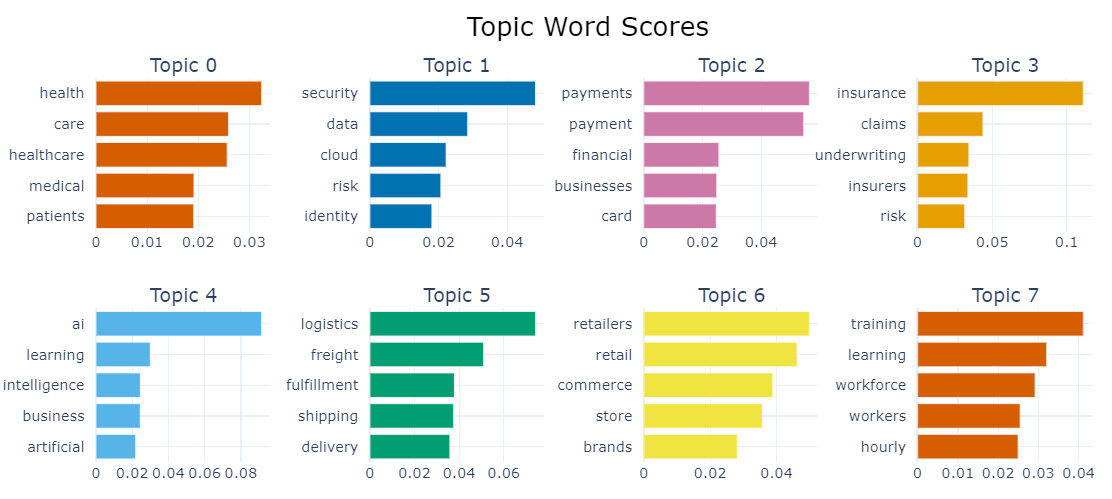 Topic Word Scores
Topic 0
health
care
healthcare
medical
patients
0 0.01 0.02 0.03
Topic 1
security
data
cloud
risk
identity
0 0.02 0.04
Topic 2
payments
payment
financial
businesses
card
0 0.02 0.04
Topic 3
insurance
claims
underwriting
insurers
risk
0 0.05 0.1
Topic 4
ai
learning
intelligence
business
artificial
0 0.02 0.04 0.06 0.08
Topic 5
logistics
freight
fulfillment
shipping
delivery
0 0.02 0.04 0.06
Topic 6
retailers
retail
commerce
store
brands
0 0.02 0.04
Topic 7
training
learning
workforce
workers
hourly
0 0.01 0.02 0.03 0.04